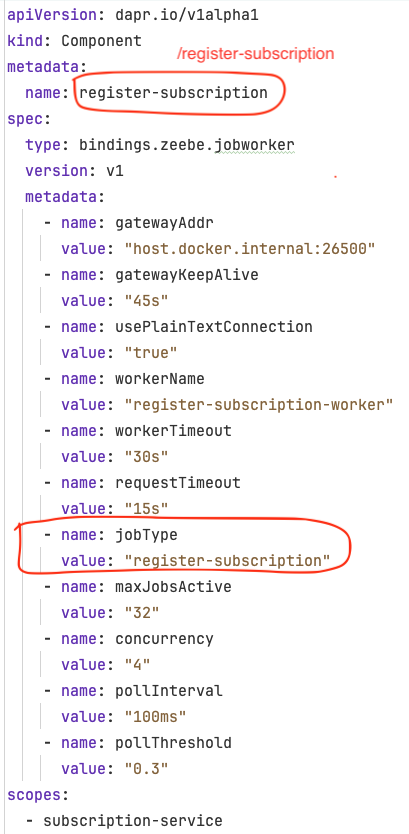 apiVersion: dapr.io/v1alpha1
kind: Component
metadata:
/register-subscription
name: register-subscription
spec:
type: bindings.zeebe.jobworker
version: v1
metadata:
- name: gatewayAddr
value: "host.docker.internal:26500"
- name: gatewayKeepAlive
value: "45s"
- name: usePlainTextConnection
value: "true"
- name: workerName
value: "register-subscription-worker"
- name: workerTimeout
value: "30s"
- name: requestTimeout
value: "15s"
- name: jobType
value: "register-subscription"
- name: maxJobsActive
value: "32"
- name: concurrency
value: "4"
- name: pollInterval
value: "100ms"
- name: pollThreshold
value: "0.3"
scopes:
- subscription-service